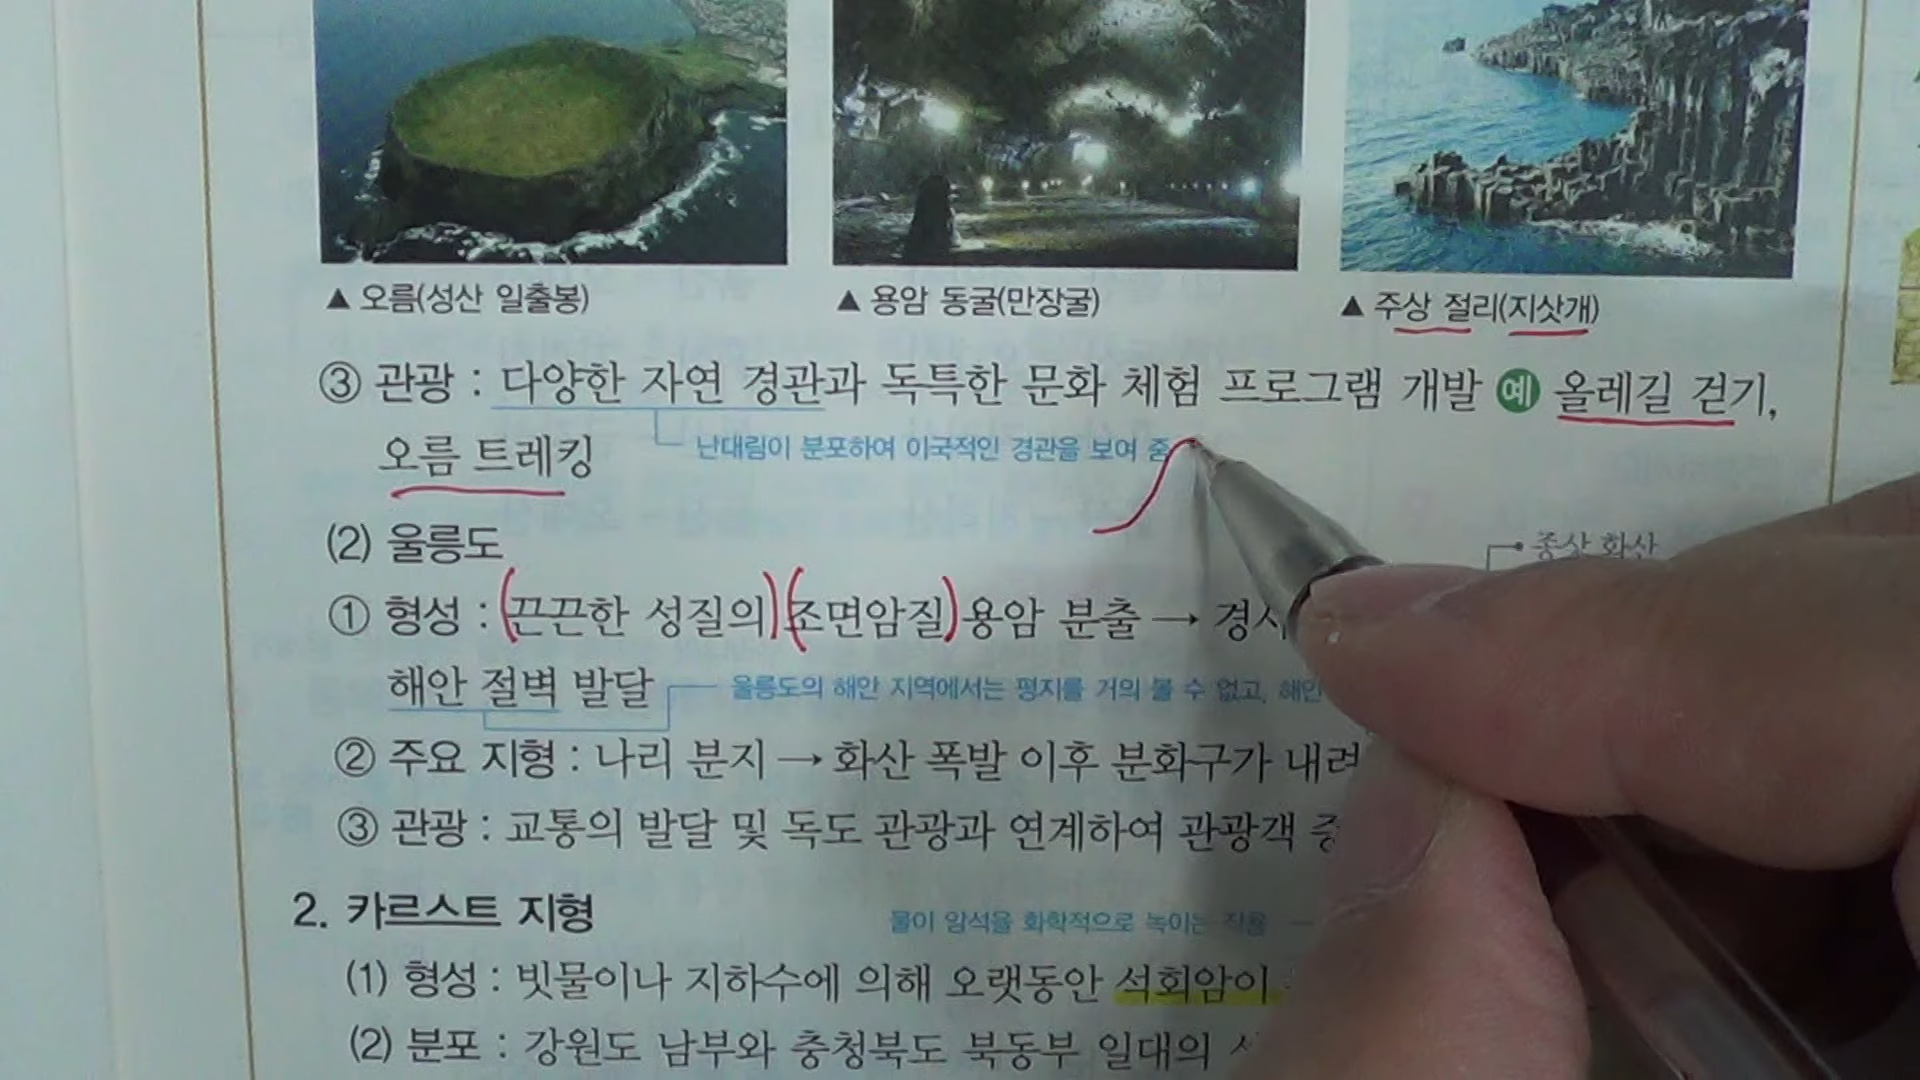 ▲ 오름(성산 일출봉)
▲ 용암 동굴(만장굴)
▲ 주상 절리(지삿개)
③ 관광 : 다양한 자연 경관과 독특한 문화 체험 프로그램 개발 예 올레길 걷기,
오름 트레킹
난대림이 분포하여 이국적인 경관을 보여 줌
(2) 울릉도
종상 화산
① 형성 : 끈끈한 성질의 조면암질 용암 분출 → 경사
해안 절벽 발달
울릉도의 해안 지역에서는 평지를 거의 볼 수 없고, 해안
② 주요 지형 : 나리 분지 → 화산 폭발 이후 분화구가 내려
③ 관광 : 교통의 발달 및 독도 관광과 연계하여 관광객
2. 카르스트 지형
물이 암석을 화학적으로 녹이는 작용
(1) 형성 : 빗물이나 지하수에 의해 오랫동안 석회암이
(2) 분포 : 강원도 남부와 충청북도 북동부 일대의